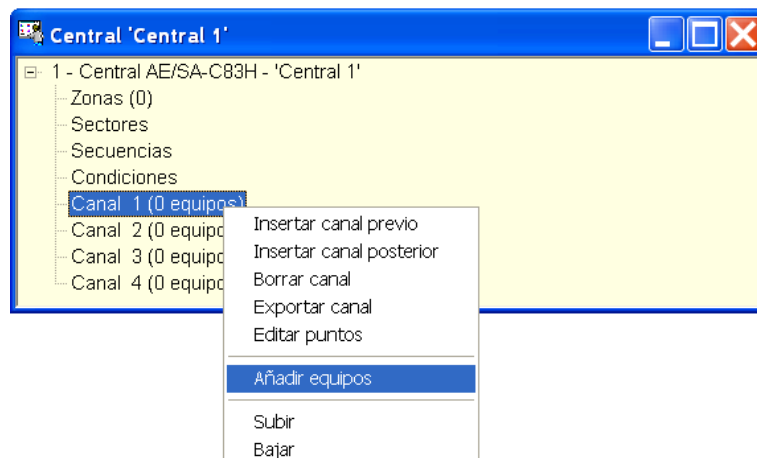 Central 'Central 1'
1 - Central AE/SA-C83H - 'Central 1'
Zonas (0)
Sectores
Secuencias
Condiciones
Canal 1 (0 equipos)
Canal 2 (0 equipo
Canal 3 (0 equipo
Canal 4 (0 equipo
Insertar canal previo
Insertar canal posterior
Borrar canal
Exportar canal
Editar puntos
Añadir equipos
Subir
Bajar